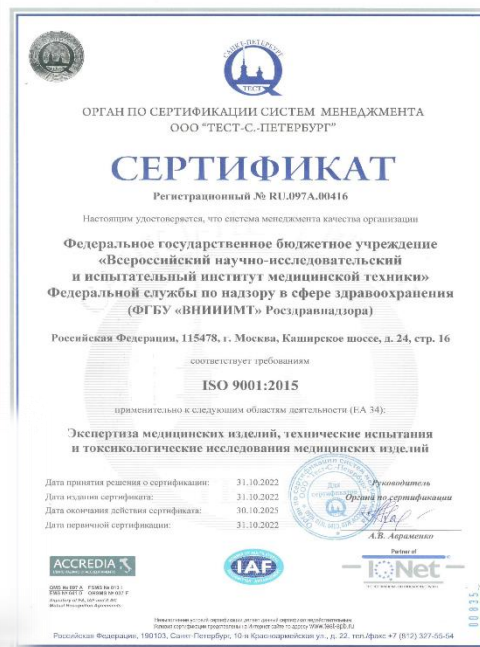 САНКТ-ПЕТЕРБУРГ
ТЕСТ
ОРГАН ПО СЕРТИФИКАЦИИ СИСТЕМ МЕНЕДЖМЕНТА
ООО "ТЕСТ-С.-ПЕТЕРБУРГ"
СЕРТИФИКАТ
Регистрационный № RU.097A.00416
Настоящим удостоверяется, что система менеджмента качества организации
Федеральное государственное бюджетное учреждение
«Всероссийский научно-исследовательский
и испытательный институт медицинской техники»
Федеральной службы по надзору в сфере здравоохранения
(ФГБУ «ВНИИИМТ» Росздравнадзора)
Российская Федерация, 115478, г. Москва, Каширское шоссе, д. 24, стр. 16
соответствует требованиям
ISO 9001:2015
применительно к следующим областям деятельности (EA 34):
Экспертиза медицинских изделий, технические испытания
и токсикологические исследования медицинских изделий
Дата принятия решения о сертификации: 31.10.2022
Дата издания сертификата: 31.10.2022
Дата окончания действия сертификата: 30.10.2025
Дата первичной сертификации: 31.10.2022
Руководитель
Органа по сертификации
Для сертификатов
А.В. Авраменко
ACCREDIA
IAF
Partner of
IQNet
Российская Федерация, 190103, Санкт-Петербург, 10-я Красноармейская ул., д. 22, тел./факс +7 (812) 327-55-54